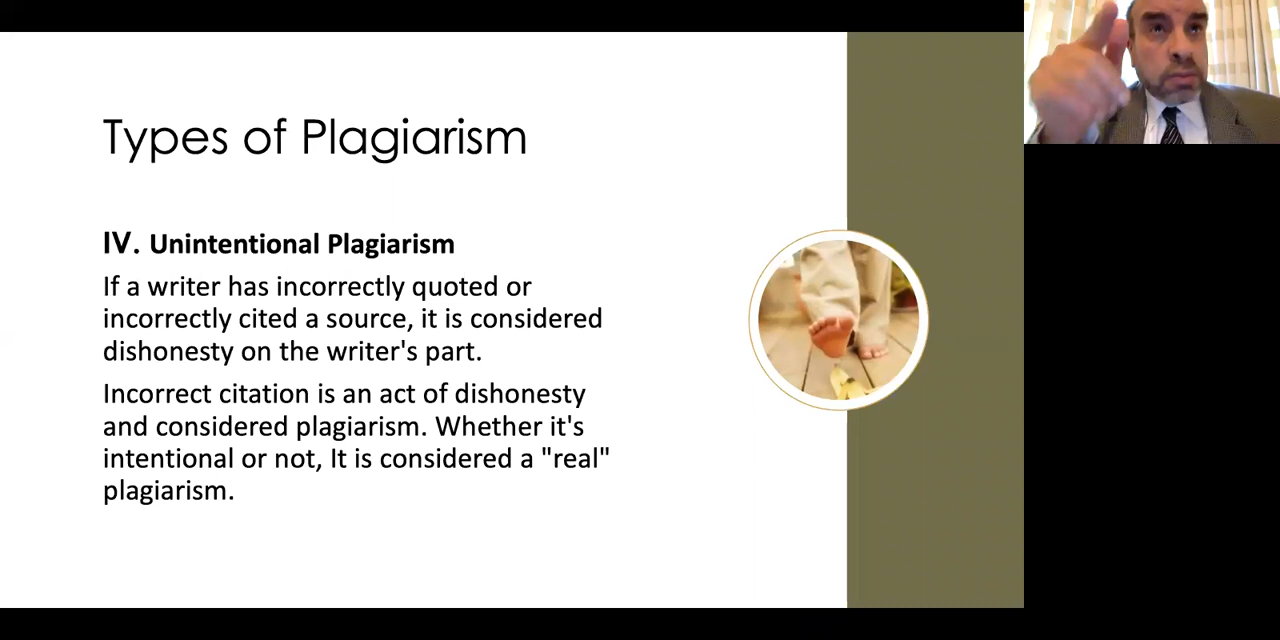 Types of Plagiarism
IV. Unintentional Plagiarism
If a writer has incorrectly quoted or
incorrectly cited a source, it is considered
dishonesty on the writer's part.
Incorrect citation is an act of dishonesty
and considered plagiarism. Whether it's
intentional or not, It is considered a "real"
plagiarism.